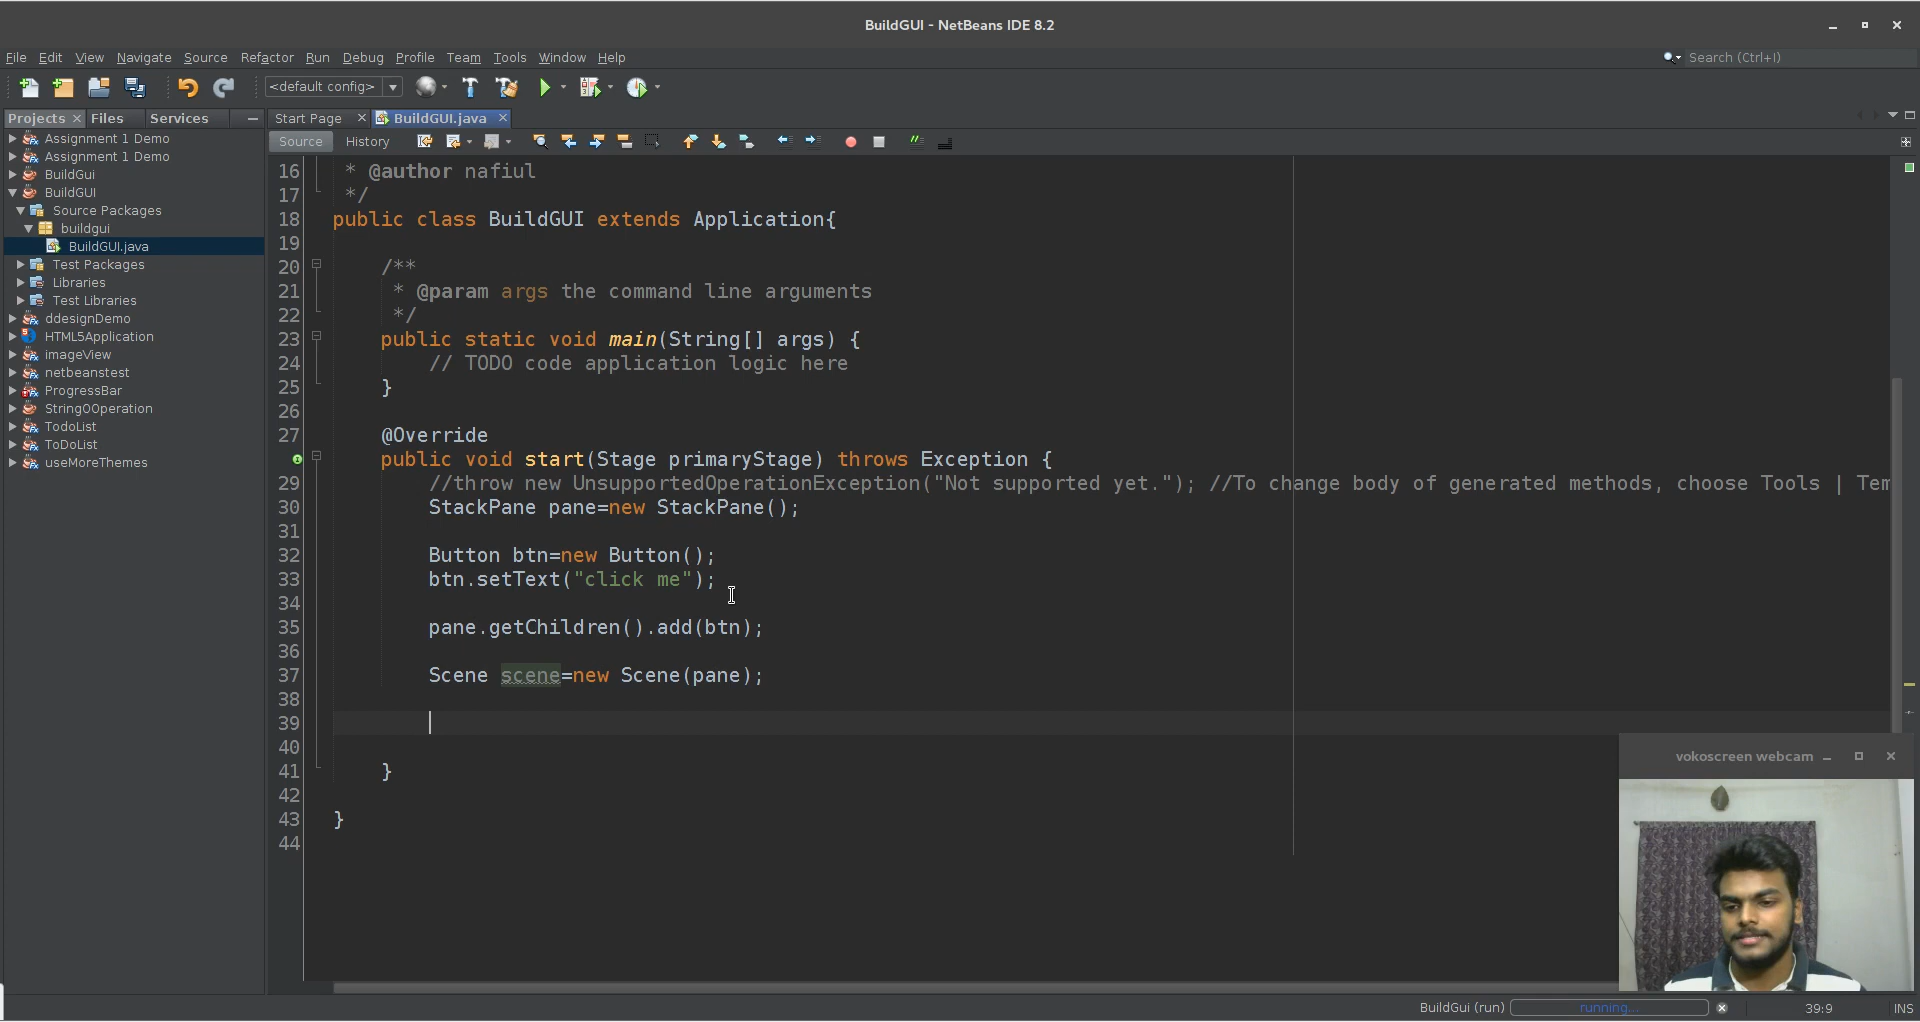 BuildGUI - NetBeans IDE 8.2
File Edit View Navigate Source Refactor Run Debug Profile Team Tools Window Help
Search (Ctrl+I)
<default config>
Projects Files Services
Start Page BuildGUI.java
Source History
Assignment 1 Demo
Assignment 1 Demo
BuildGui
BuildGUI
Source Packages
buildgui
BuildGUI.java
Test Packages
Libraries
Test Libraries
ddesignDemo
HTML5Application
imageView
netbeanstest
ProgressBar
StringOOperation
TodoList
ToDoList
useMoreThemes
16 * @author nafiul
17 */
18 public class BuildGUI extends Application{
19
20 /**
21 * @param args the command line arguments
22 */
23 public static void main(String[] args) {
24 // TODO code application logic here
25 }
26
27 @Override
public void start(Stage primaryStage) throws Exception {
29 //throw new UnsupportedOperationException("Not supported yet."); //To change body of generated methods, choose Tools | Tem
30 StackPane pane=new StackPane();
31
32 Button btn=new Button();
33 btn.setText("click me");
34
35 pane.getChildren().add(btn);
36
37 Scene scene=new Scene(pane);
38
39
40
41 }
42
43 }
44
vokoscreen webcam
BuildGui (run) running... 39:9 INS